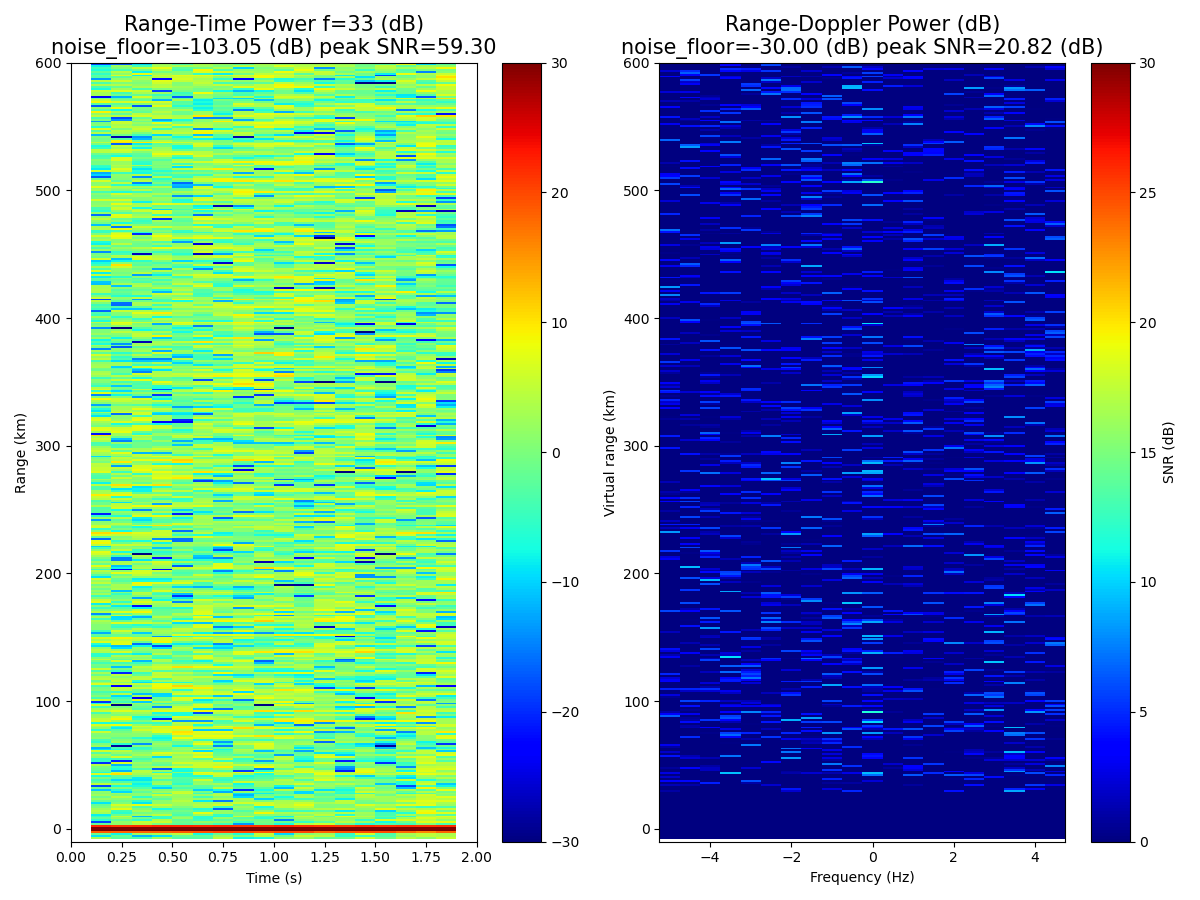 Range-Time Power f=33 (dB)
noise_floor=-103.05 (dB) peak SNR=59.30
Range-Doppler Power (dB)
noise_floor=-30.00 (dB) peak SNR=20.82 (dB)
600
500
400
300
200
100
0
Range (km)
0.00 0.25 0.50 0.75 1.00 1.25 1.50 1.75 2.00
Time (s)
30
20
10
0
−10
−20
−30
600
500
400
300
200
100
0
Virtual range (km)
−4 −2 0 2 4
Frequency (Hz)
30
25
20
15
10
5
0
SNR (dB)